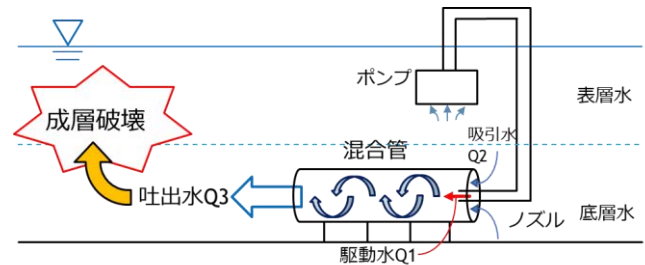 ポンプ
表層水
成層破壊
吸引水
Q2
混合管
吐出水Q3
ノズル
底層水
駆動水Q1